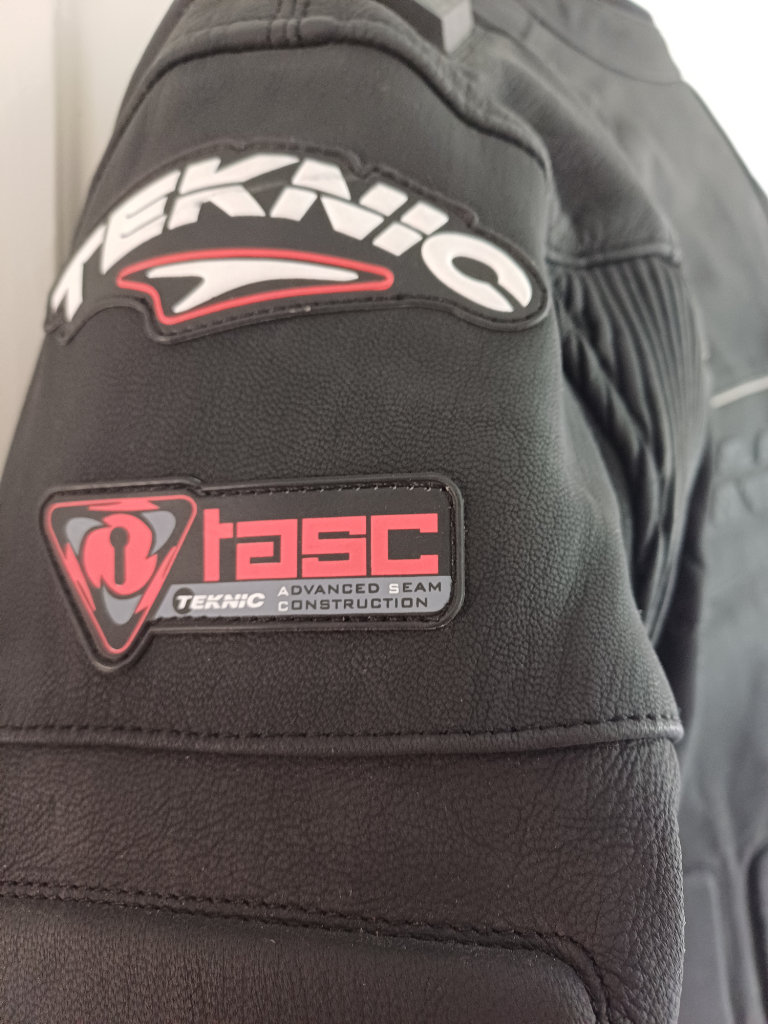 TEKNIC
tasc
TEKNIC ADVANCED SEAM
CONSTRUCTION